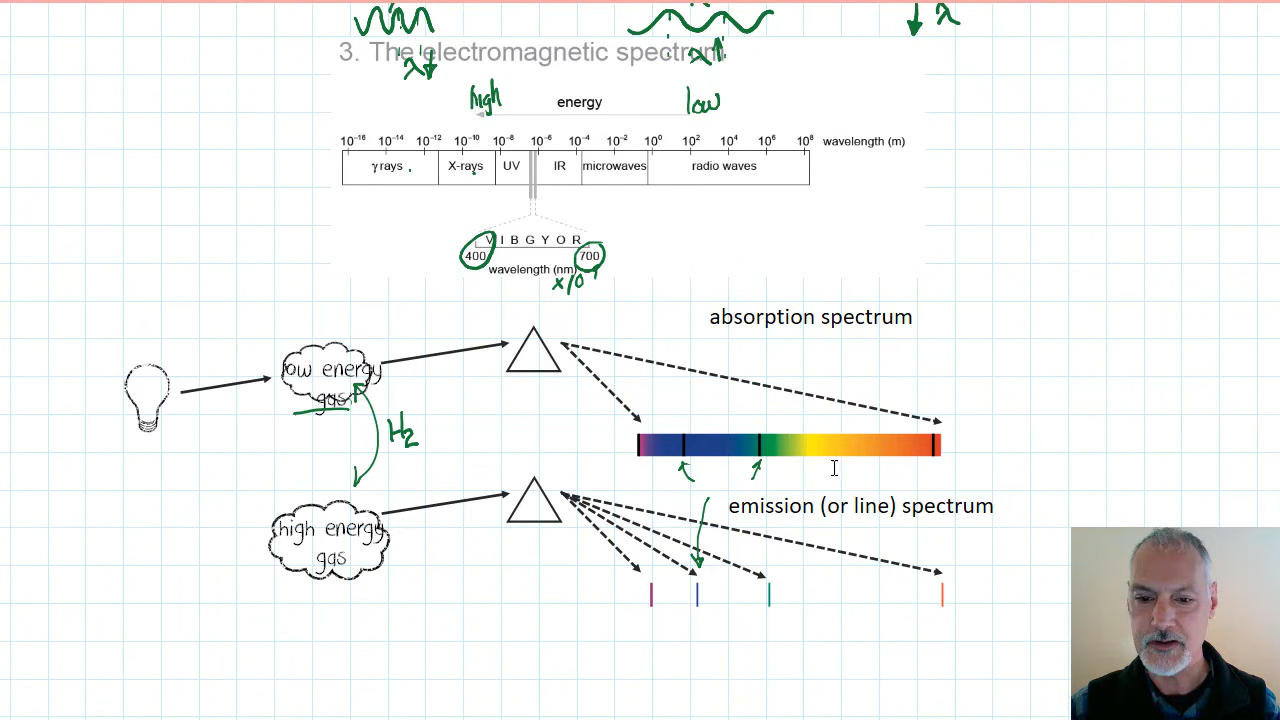 λ
3. The electromagnetic spectrum
λ λ
high energy low
10⁻¹⁶ 10⁻¹⁴ 10⁻¹² 10⁻¹⁰ 10⁻⁸ 10⁻⁶ 10⁻⁴ 10⁻² 10⁰ 10² 10⁴ 10⁶ 10⁸ wavelength (m)
γ rays X-rays UV IR microwaves radio waves
V I B G Y O R
400 700
wavelength (nm)
absorption spectrum
low energy
gas
H₂
emission (or line) spectrum
high energy
gas